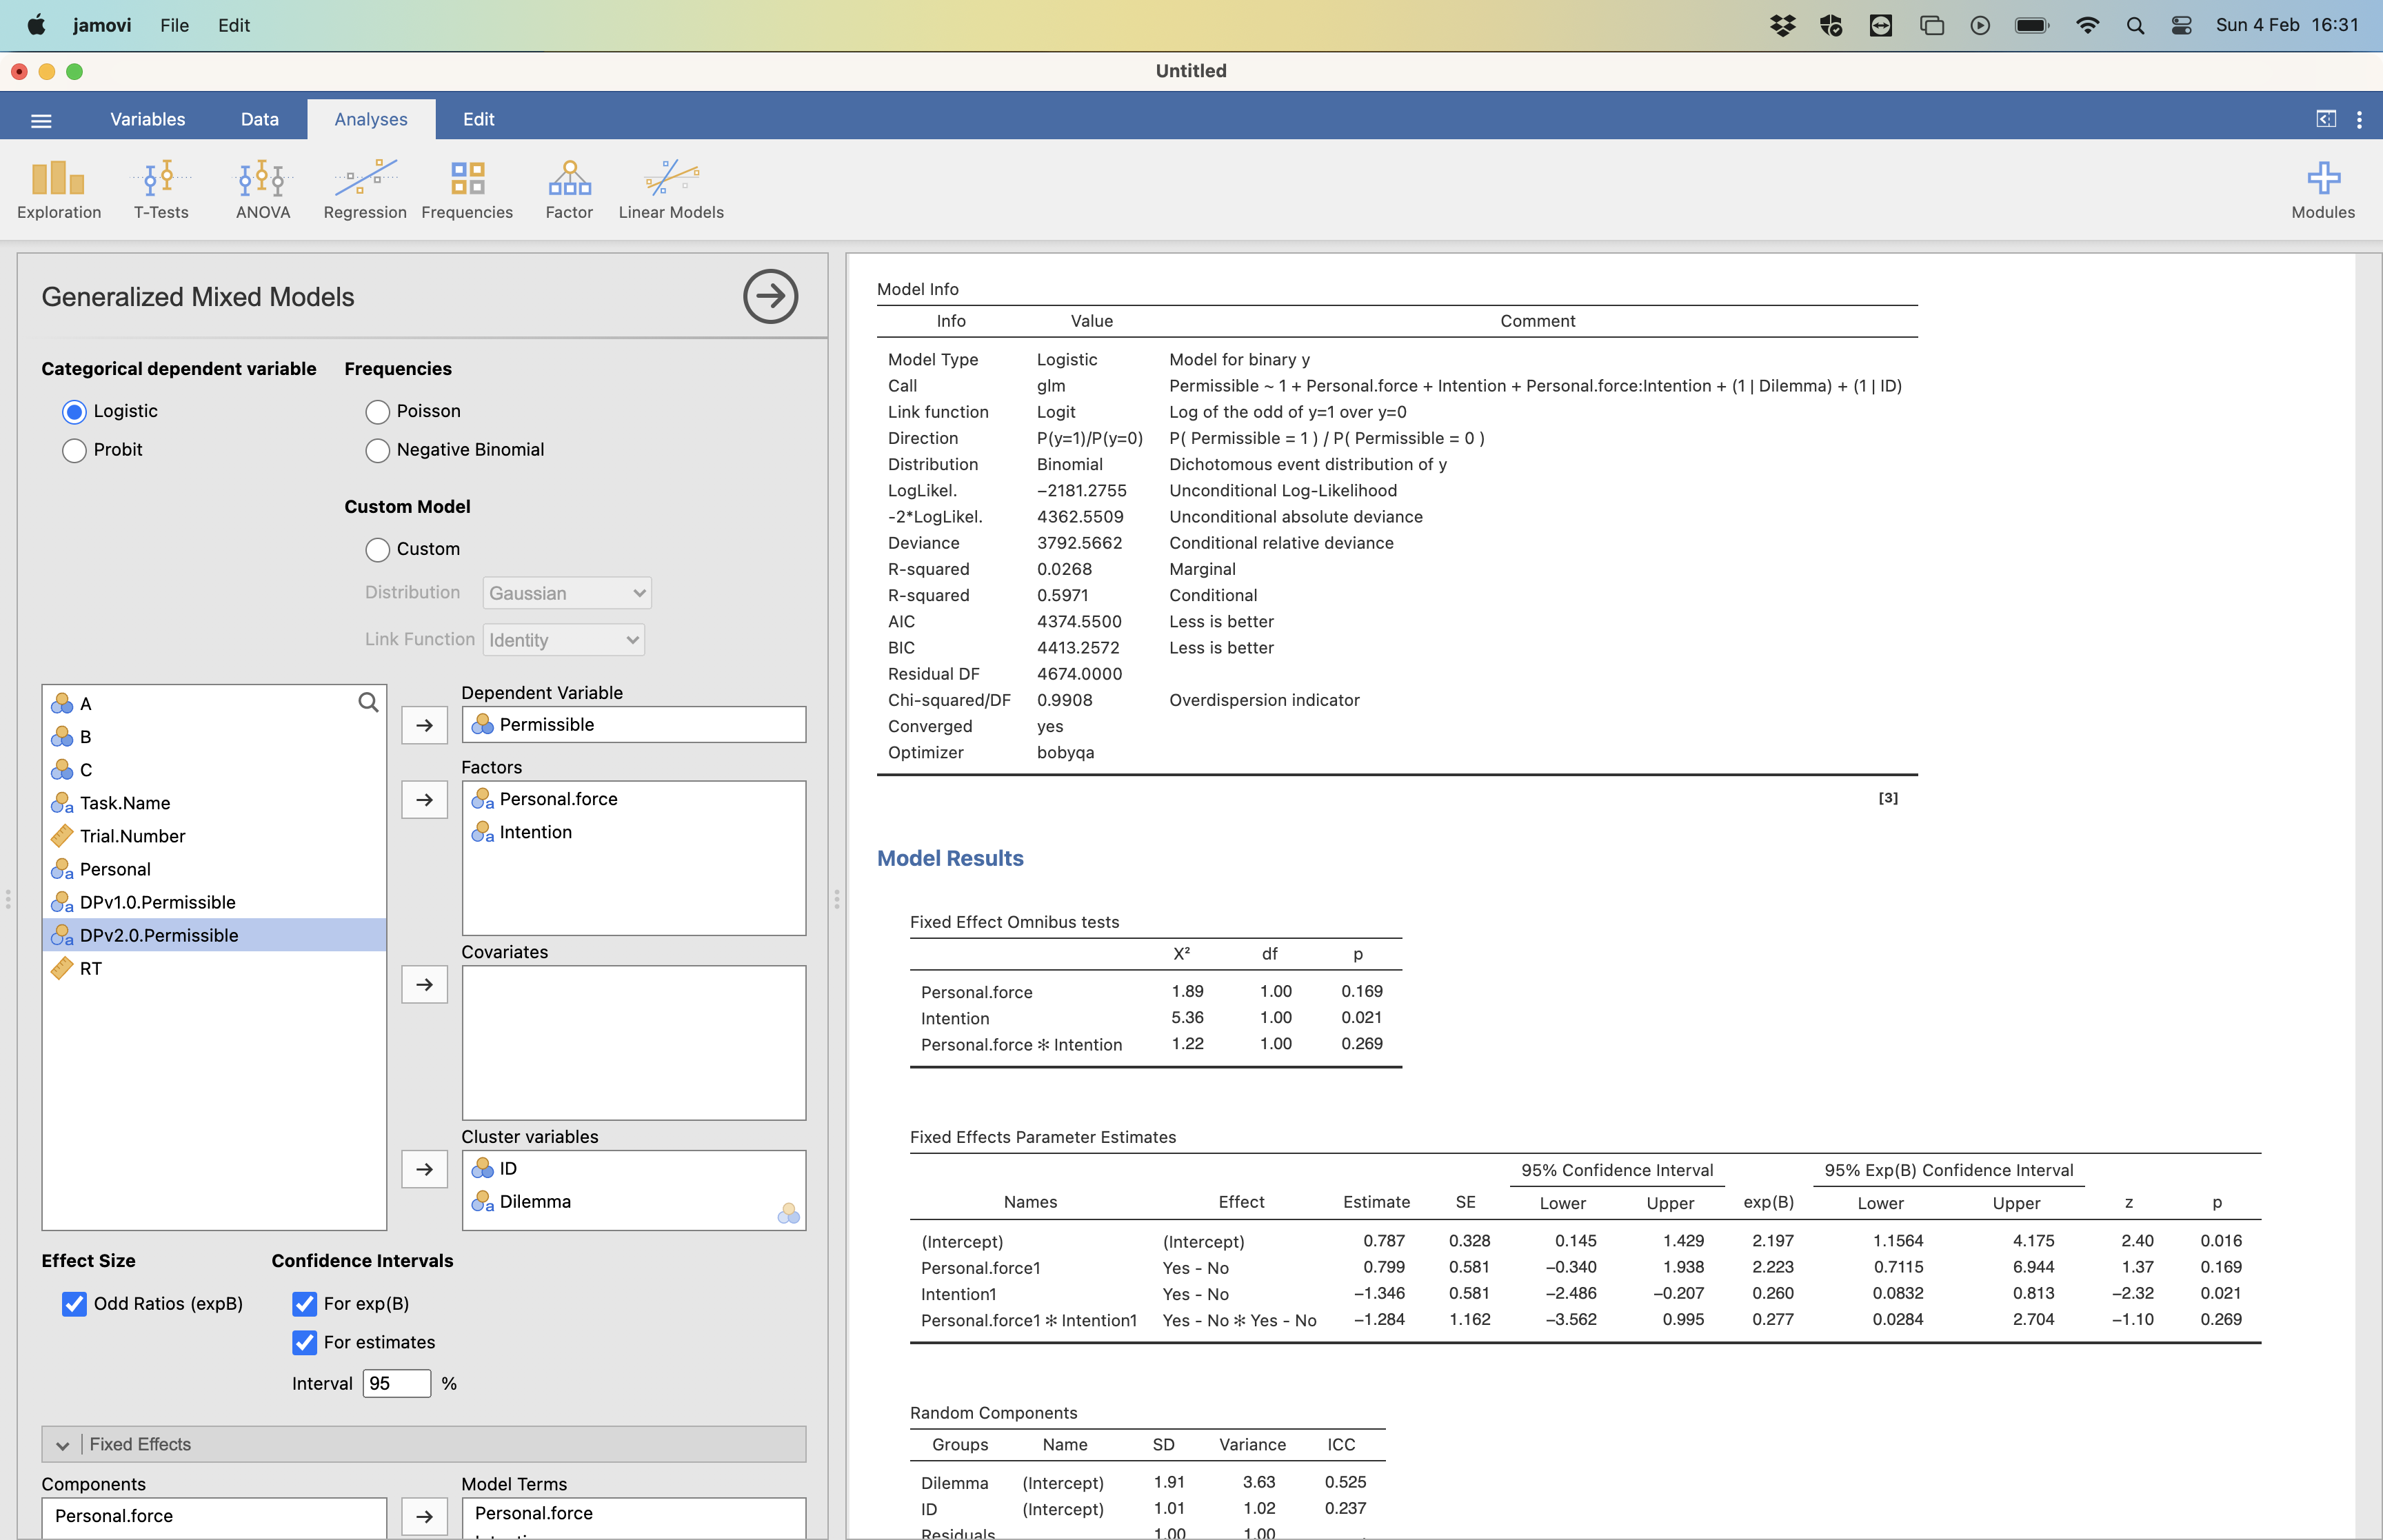 jamovi File Edit Sun 4 Feb 16:31
Untitled
Variables Data Analyses Edit
Exploration T-Tests ANOVA Regression Frequencies Factor Linear Models Modules
Generalized Mixed Models
Categorical dependent variable Frequencies
Logistic Poisson
Probit Negative Binomial
Custom Model
Custom
Distribution Gaussian
Link Function Identity
A
B
C
Task.Name
Trial.Number
Personal
DPv1.0.Permissible
DPv2.0.Permissible
RT
Dependent Variable
Permissible
Factors
Personal.force
Intention
Covariates
Cluster variables
ID
Dilemma
Effect Size Confidence Intervals
Odd Ratios (expB) For exp(B)
For estimates
Interval 95 %
Fixed Effects
Components Model Terms
Personal.force Personal.force
Model Info
Info Value Comment
Model Type Logistic Model for binary y
Call glm Permissible ~ 1 + Personal.force + Intention + Personal.force:Intention + (1 | Dilemma) + (1 | ID)
Link function Logit Log of the odd of y=1 over y=0
Direction P(y=1)/P(y=0) P( Permissible = 1 ) / P( Permissible = 0 )
Distribution Binomial Dichotomous event distribution of y
LogLikel. −2181.2755 Unconditional Log-Likelihood
-2*LogLikel. 4362.5509 Unconditional absolute deviance
Deviance 3792.5662 Conditional relative deviance
R-squared 0.0268 Marginal
R-squared 0.5971 Conditional
AIC 4374.5500 Less is better
BIC 4413.2572 Less is better
Residual DF 4674.0000
Chi-squared/DF 0.9908 Overdispersion indicator
Converged yes
Optimizer bobyqa
[3]
Model Results
Fixed Effect Omnibus tests
X² df p
Personal.force 1.89 1.00 0.169
Intention 5.36 1.00 0.021
Personal.force ✻ Intention 1.22 1.00 0.269
Fixed Effects Parameter Estimates
95% Confidence Interval 95% Exp(B) Confidence Interval
Names Effect Estimate SE Lower Upper exp(B) Lower Upper z p
(Intercept) (Intercept) 0.787 0.328 0.145 1.429 2.197 1.1564 4.175 2.40 0.016
Personal.force1 Yes - No 0.799 0.581 −0.340 1.938 2.223 0.7115 6.944 1.37 0.169
Intention1 Yes - No −1.346 0.581 −2.486 −0.207 0.260 0.0832 0.813 −2.32 0.021
Personal.force1 ✻ Intention1 Yes - No ✻ Yes - No −1.284 1.162 −3.562 0.995 0.277 0.0284 2.704 −1.10 0.269
Random Components
Groups Name SD Variance ICC
Dilemma (Intercept) 1.91 3.63 0.525
ID (Intercept) 1.01 1.02 0.237
Residuals 1.00 1.00